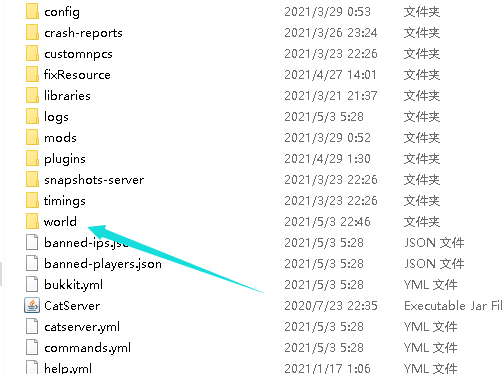 config 2021/3/29 0:53 文件夹
crash-reports 2021/3/26 23:24 文件夹
customnpcs 2021/3/23 22:26 文件夹
fixResource 2021/4/27 14:01 文件夹
libraries 2021/3/21 21:37 文件夹
logs 2021/5/3 5:28 文件夹
mods 2021/3/29 0:52 文件夹
plugins 2021/4/29 1:30 文件夹
snapshots-server 2021/3/23 22:26 文件夹
timings 2021/3/23 22:26 文件夹
world 2021/5/3 22:46 文件夹
banned-ips.json 2021/5/3 5:28 JSON 文件
banned-players.json 2021/5/3 5:28 JSON 文件
bukkit.yml 2021/5/3 5:28 YML 文件
CatServer 2020/7/23 22:35 Executable Jar Fil
catserver.yml 2021/5/3 5:28 YML 文件
commands.yml 2021/5/3 5:28 YML 文件
help.yml 2021/1/17 1:06 YML 文件